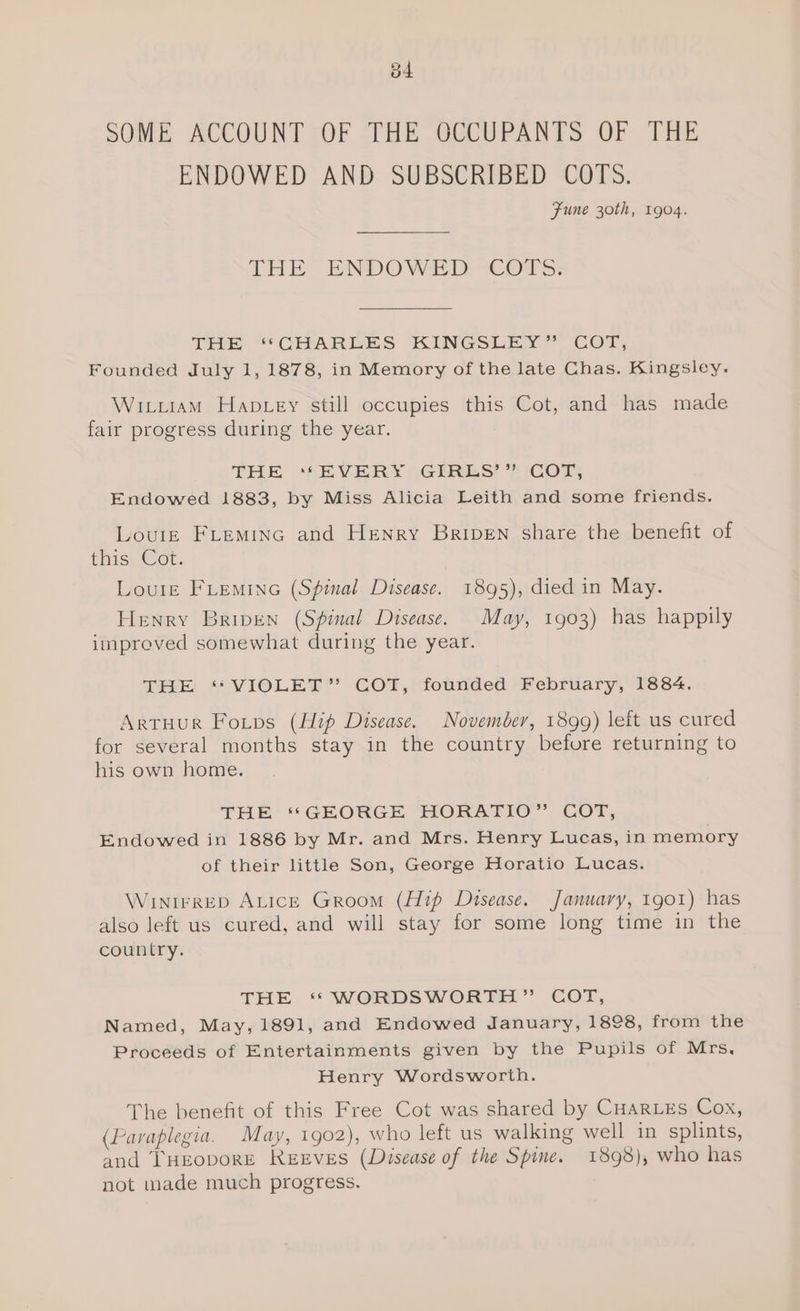 34
SOME ACCOUNT OF THE OCCUPANTS OF THE
ENDOWED AND SUBSCRIBED COTS.
June 30th, 1904.
THE ENDOWED COTS.
THE “CHARLES KINGSLEY” COT,
Founded July 1, 1878, in Memory of the late Chas. Kingsley.
William Hadley still occupies this Cot, and has made
fair progress during the year.
THE “EVERY GIRLS’” COT,
Endowed 1883, by Miss Alicia Leith and some friends.
Louie Fleming and Henry Briden share the benefit of
this Cot.
Louie Fleming (Spinal Disease. 1895), died in May.
Henry Briden (Spinal Disease. May, 1903) has happily
improved somewhat during the year.
THE “VIOLET” COT, founded February, 1884.
Arthur Folds (Hip Disease. November, 1899) left us cured
for several months stay in the country before returning to
his own home.
THE “GEORGE HORATIO” COT,
Endowed in 1886 by Mr. and Mrs. Henry Lucas, in memory
of their little Son, George Horatio Lucas.
Winifred Alice Groom (Hip Disease. January, 1901) has
also left us cured, and will stay for some long time in the
country.
THE “WORDSWORTH” COT,
Named, May, 1891, and Endowed January, 1898, from the
Proceeds of Entertainments given by the Pupils of Mrs.
Henry Wordsworth.
The benefit of this Free Cot was shared by Charles Cox,
(Paraplegia. May, 1902), who left us walking well in splints,
and Theodore Reeves (Disease of the Spine. 1898), who has
not made much progress.